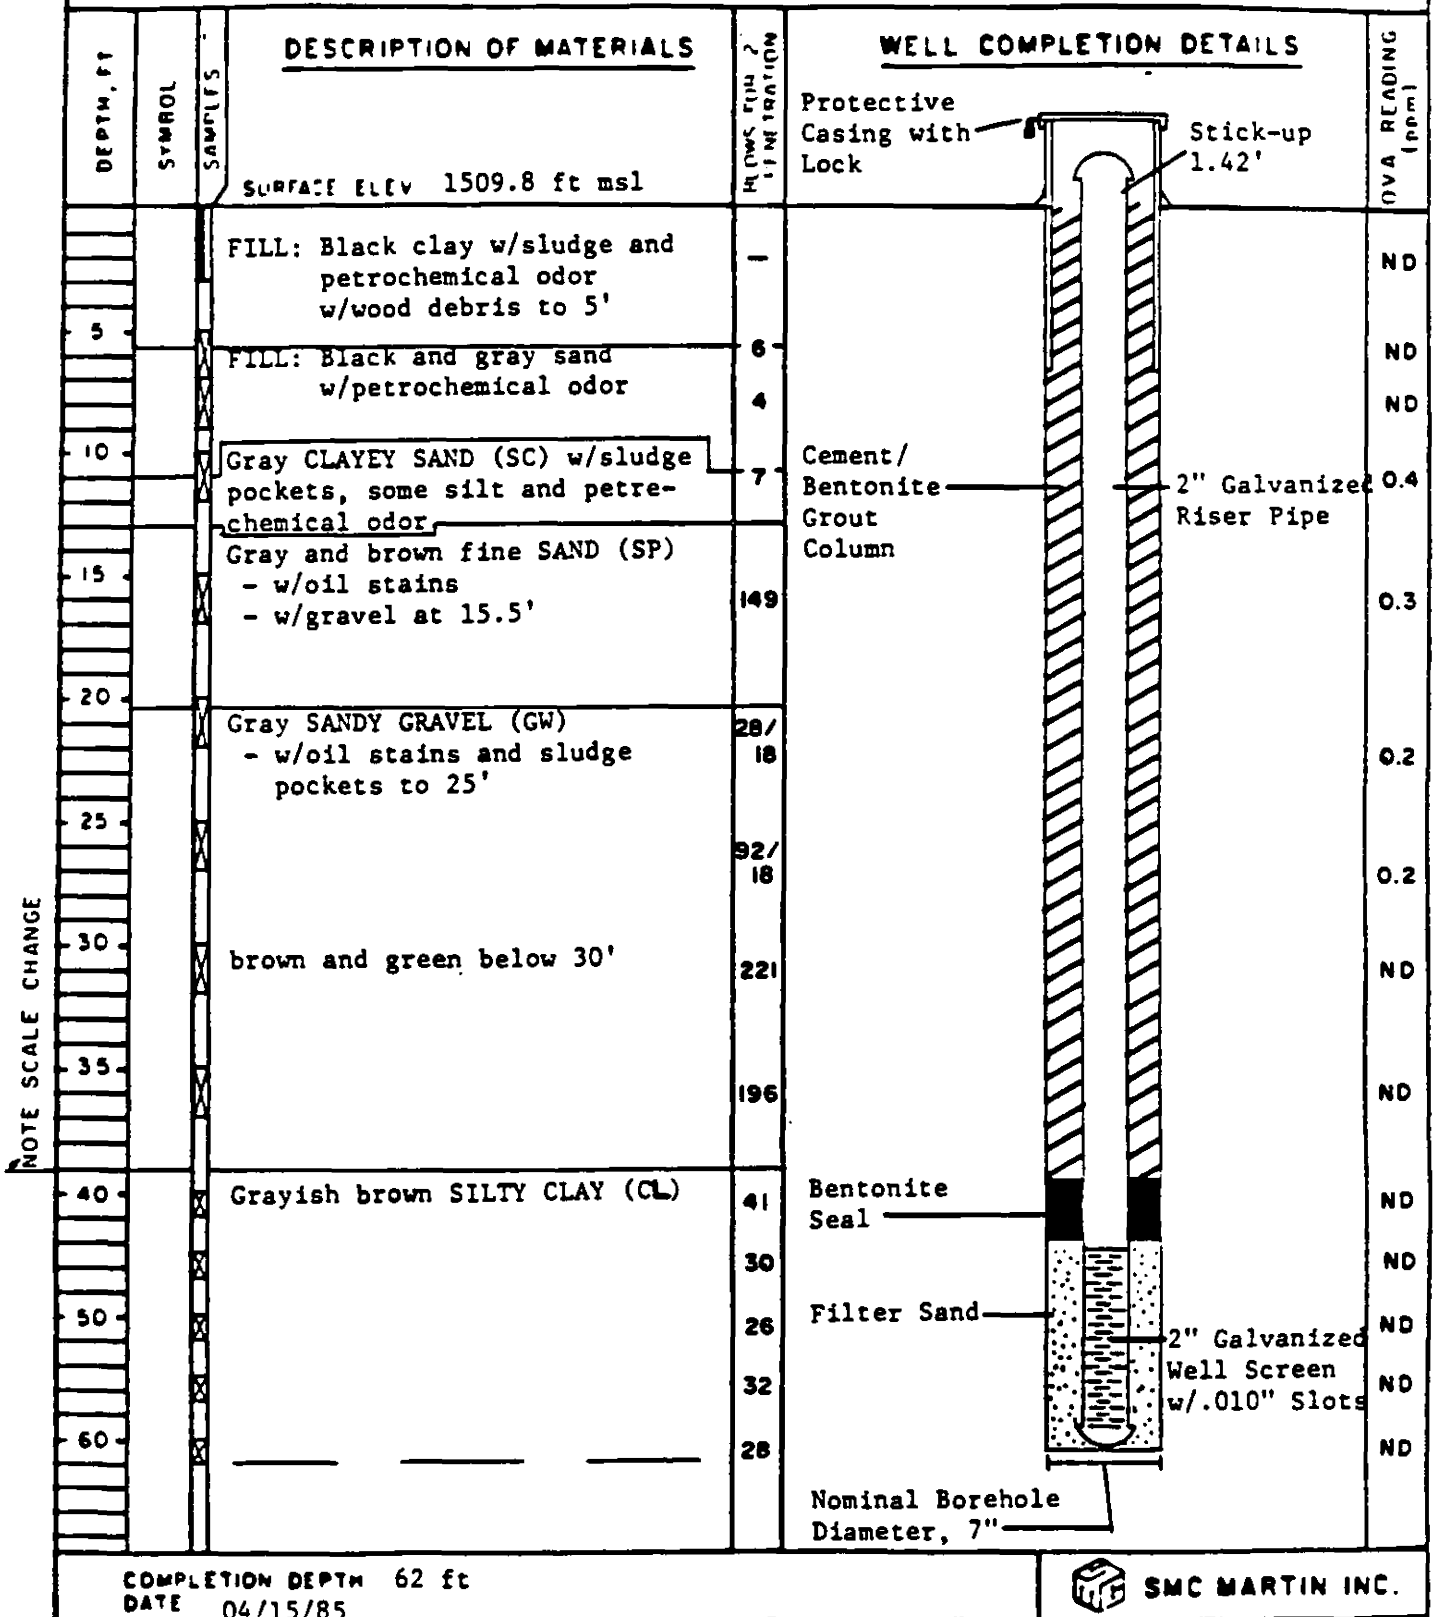 DEPTH, FT
SYMBOL
SAMPLES
DESCRIPTION OF MATERIALS
SURFACE ELEV 1509.8 ft msl
WELL COMPLETION DETAILS
OVA READING
(ppm)
Protective
Casing with
Lock
Stick-up
1.42'
FILL: Black clay w/sludge and
petrochemical odor
w/wood debris to 5'
—
ND
5
FILL: Black and gray sand
w/petrochemical odor
6
ND
4
ND
10
Gray CLAYEY SAND (SC) w/sludge
pockets, some silt and petre-
chemical odor
7
Cement/
Bentonite
Grout
Column
2" Galvanized
Riser Pipe
0.4
15
Gray and brown fine SAND (SP)
- w/oil stains
- w/gravel at 15.5'
149
0.3
20
Gray SANDY GRAVEL (GW)
- w/oil stains and sludge
pockets to 25'
28/
18
0.2
25
92/
18
0.2
NOTE SCALE CHANGE
30
brown and green below 30'
221
ND
35
196
ND
40
Grayish brown SILTY CLAY (CL)
41
Bentonite
Seal
ND
30
ND
50
26
Filter Sand
2" Galvanized
Well Screen
w/.010" Slots
ND
32
ND
60
28
ND
Nominal Borehole
Diameter, 7"
COMPLETION DEPTH 62 ft
DATE 04/15/85
SMC MARTIN INC.